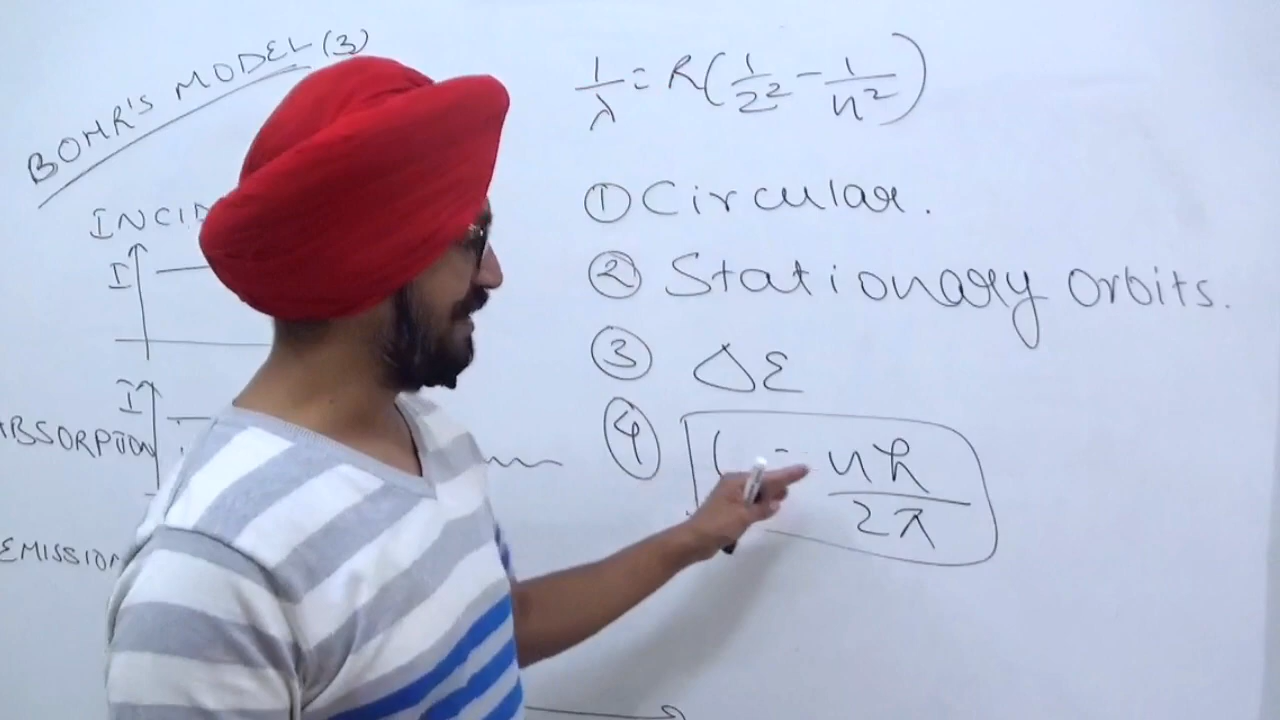 BOHR'S MODEL (3)
1/λ = R(1/2² - 1/n²)
① Circular.
② Stationary Orbits.
③ ΔE
④ L = nh/2π
I
I
ABSORPTION
EMISSION